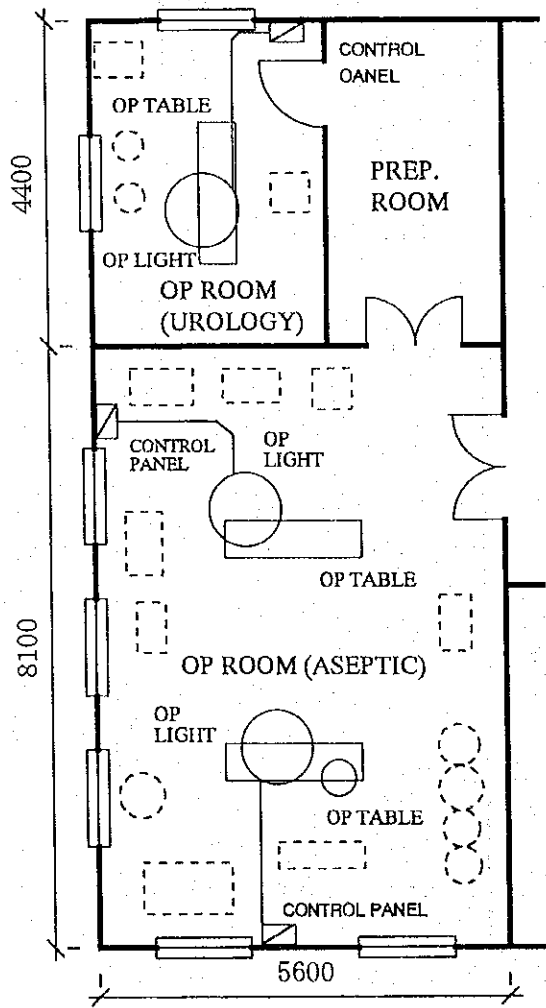 CONTROL
OANEL
OP TABLE
PREP.
ROOM
4400
OP LIGHT
OP ROOM
(UROLOGY)
CONTROL
PANEL
OP
LIGHT
OP TABLE
8100
OP ROOM (ASEPTIC)
OP
LIGHT
OP TABLE
CONTROL PANEL
5600